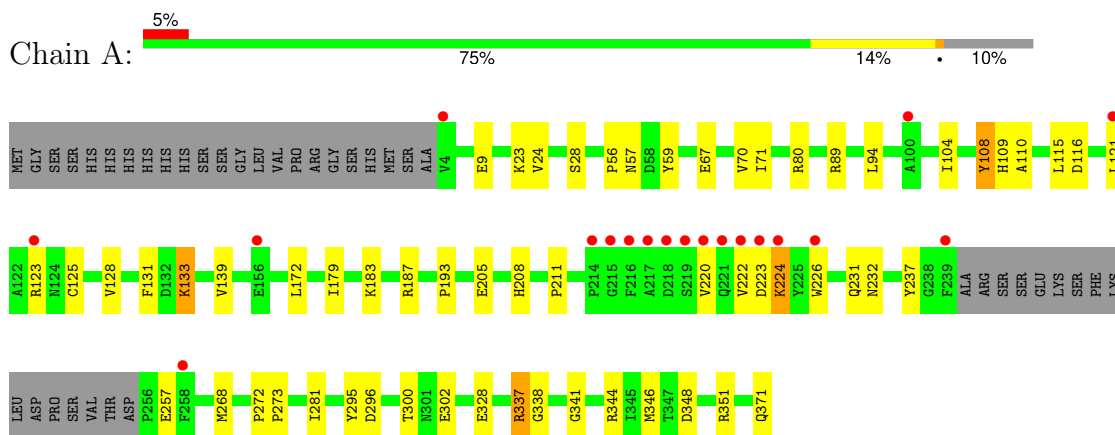 5%
Chain A:
75% 14% • 10%
MET GLY SER SER HIS HIS HIS HIS HIS HIS SER SER GLY LEU VAL PRO ARG GLY SER HIS MET SER ALA V4 E9 K23 V24 S28 P56 N57 D58 Y59 E67 V70 I71 R80 R89 L94 A100 I104 Y108 H109 A110 L115 D116 L121
A122 R123 N124 C125 V128 F131 D132 K133 V139 E156 L172 I179 K183 R187 P193 E205 H208 P211 P214 G215 F216 A217 D218 S219 V220 Q221 V222 D223 K224 Y225 W226 Q231 N232 Y237 G238 F239 ALA ARG SER SER GLU LYS SER PHE LYS
LEU ASP PRO SER VAL THR ASP P256 E257 F258 M268 P272 P273 I281 Y295 D296 T300 N301 E302 E328 R337 G338 G341 R344 I345 M346 T347 D348 R351 Q371